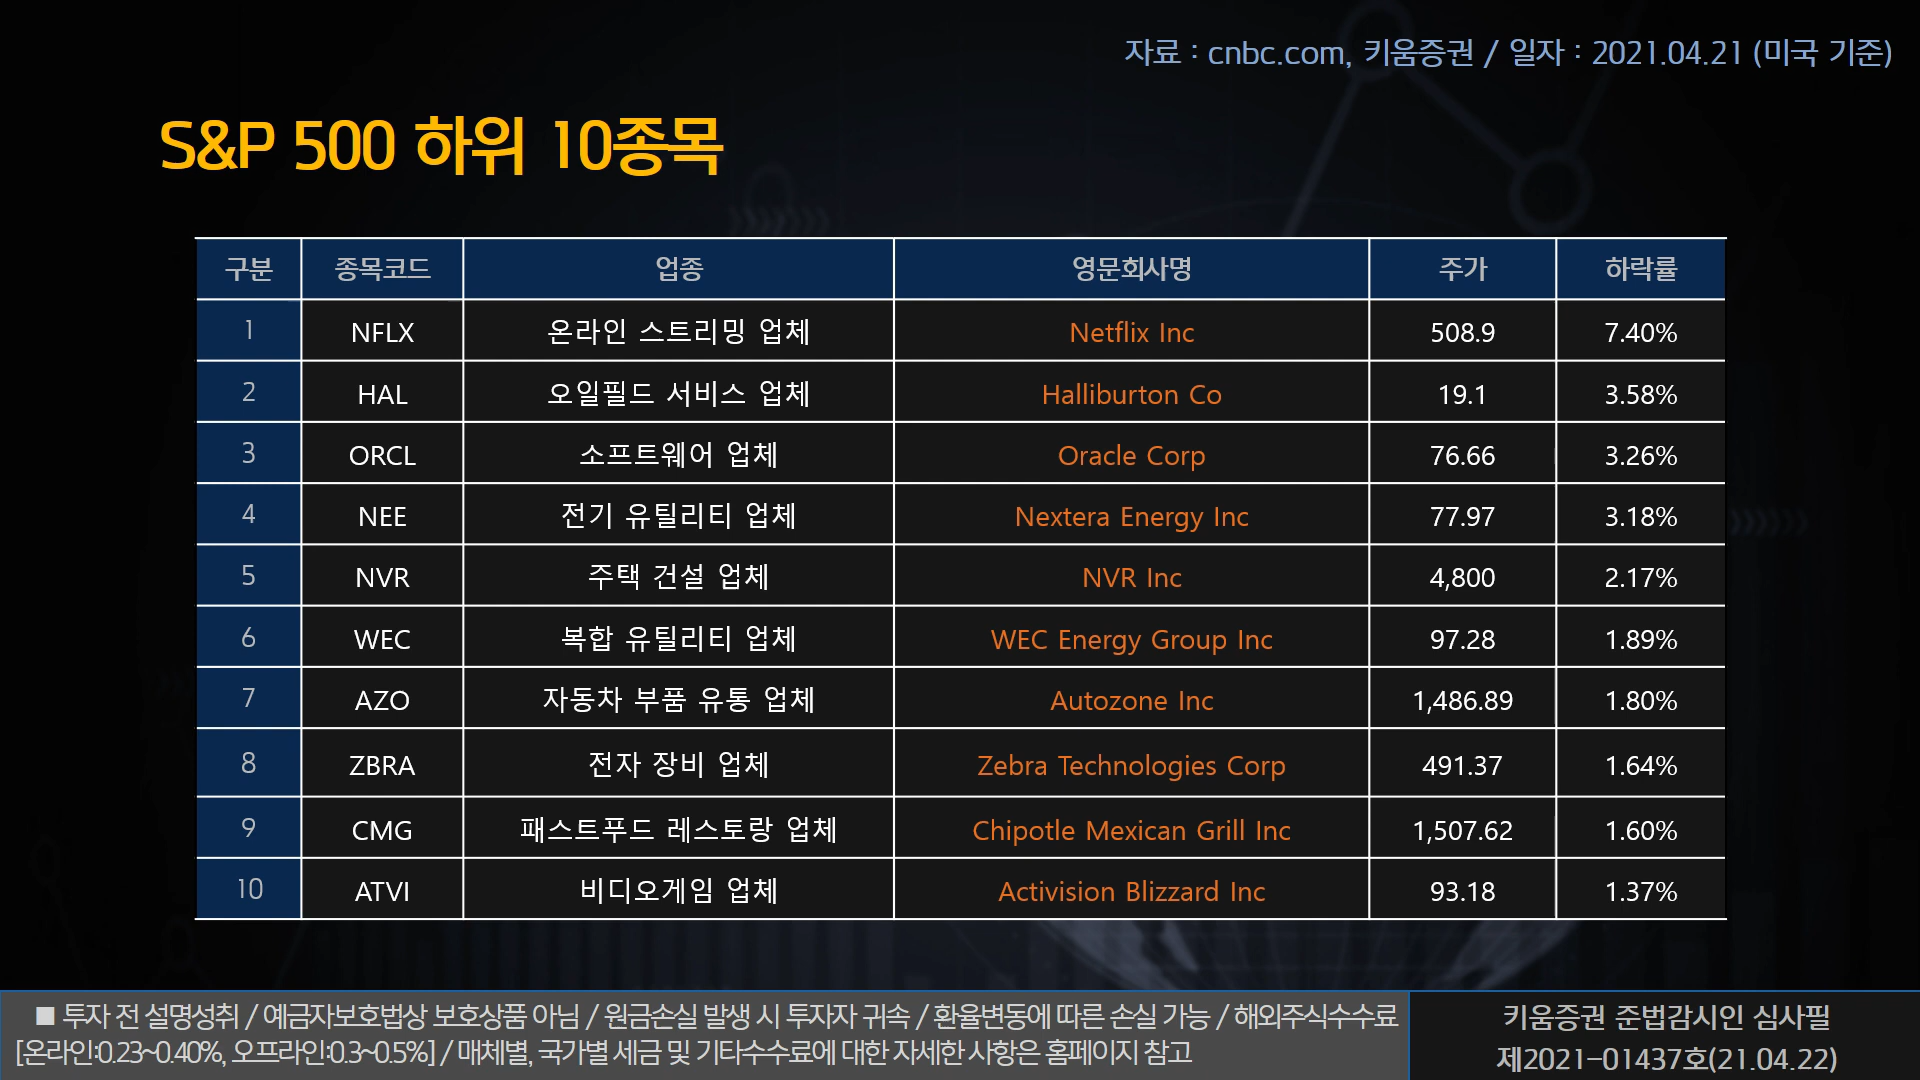 자료 : cnbc.com, 키움증권 / 일자 : 2021.04.21 (미국 기준)
S&P 500 하위 10종목
구분 종목코드 업종 영문회사명 주가 하락률
1 NFLX 온라인 스트리밍 업체 Netflix Inc 508.9 7.40%
2 HAL 오일필드 서비스 업체 Halliburton Co 19.1 3.58%
3 ORCL 소프트웨어 업체 Oracle Corp 76.66 3.26%
4 NEE 전기 유틸리티 업체 Nextera Energy Inc 77.97 3.18%
5 NVR 주택 건설 업체 NVR Inc 4,800 2.17%
6 WEC 복합 유틸리티 업체 WEC Energy Group Inc 97.28 1.89%
7 AZO 자동차 부품 유통 업체 Autozone Inc 1,486.89 1.80%
8 ZBRA 전자 장비 업체 Zebra Technologies Corp 491.37 1.64%
9 CMG 패스트푸드 레스토랑 업체 Chipotle Mexican Grill Inc 1,507.62 1.60%
10 ATVI 비디오게임 업체 Activision Blizzard Inc 93.18 1.37%
■ 투자 전 설명성취 / 예금자보호법상 보호상품 아님 / 원금손실 발생 시 투자자 귀속 / 환율변동에 따른 손실 가능 / 해외주식수수료
[온라인:0.23~0.40%, 오프라인:0.3~0.5%] / 매체별, 국가별 세금 및 기타수수료에 대한 자세한 사항은 홈페이지 참고
키움증권 준법감시인 심사필
제2021-01437호(21.04.22)